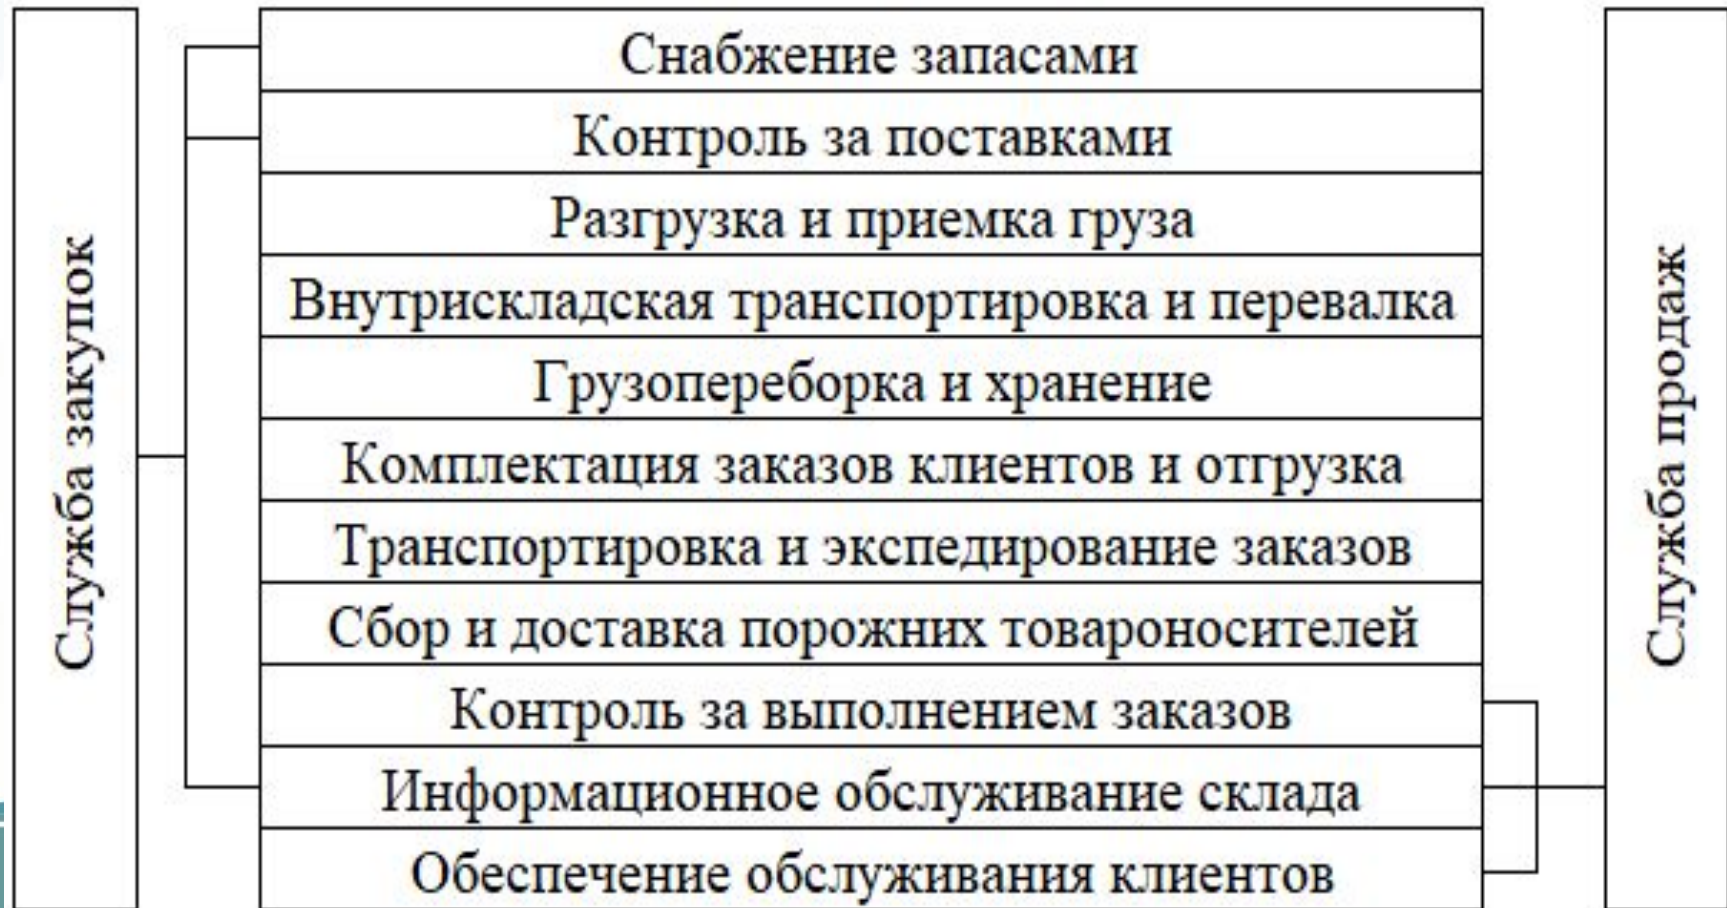 Служба закупок
Снабжение запасами
Контроль за поставками
Разгрузка и приемка груза
Внутрискладская транспортировка и перевалка
Грузопереборка и хранение
Комплектация заказов клиентов и отгрузка
Транспортировка и экспедирование заказов
Сбор и доставка порожних товароносителей
Контроль за выполнением заказов
Информационное обслуживание склада
Обеспечение обслуживания клиентов
Служба продаж